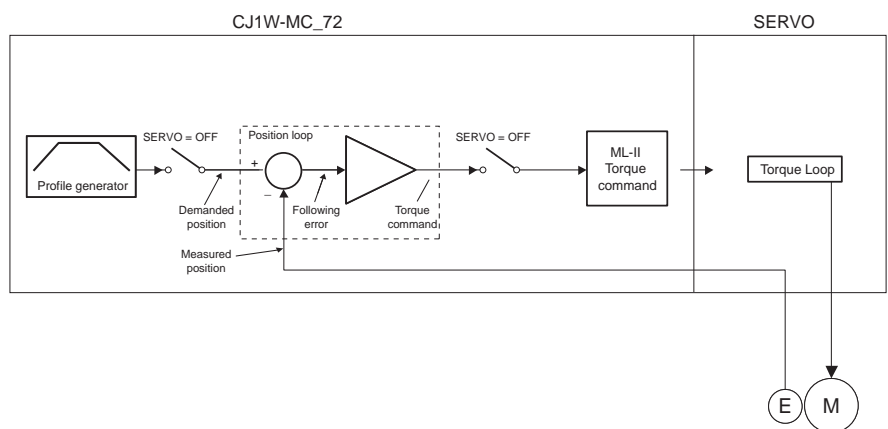 CJ1W-MC_72
SERVO
SERVO = OFF
Position loop
SERVO = OFF
Profile generator
+
_
Demanded
position
Following
error
Torque
command
ML-II
Torque
command
Torque Loop
Measured
position
E
M